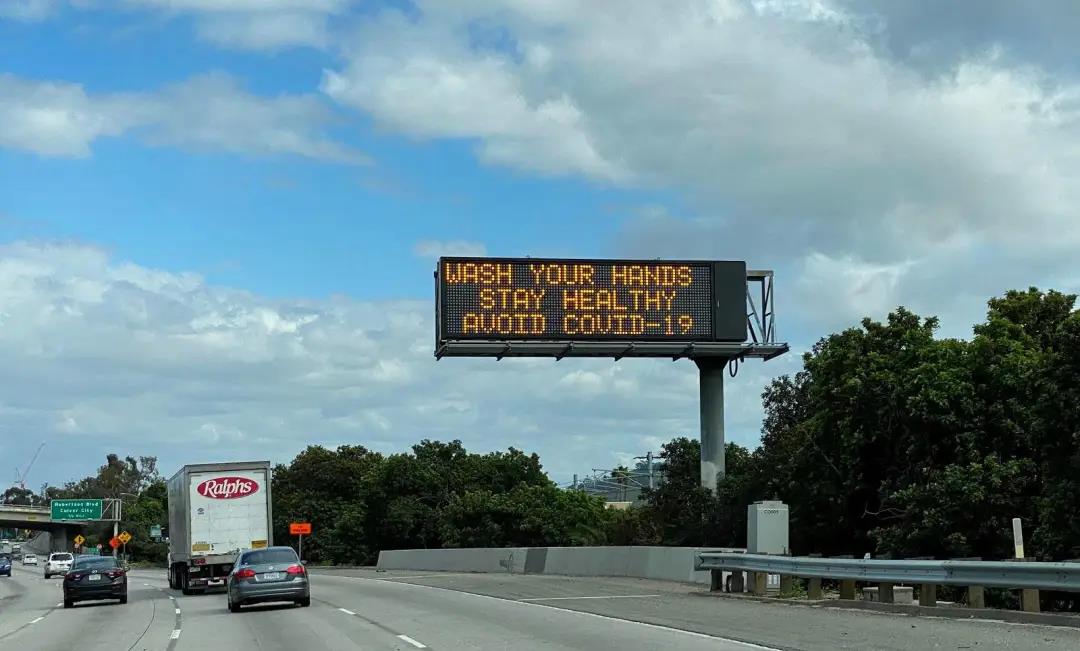 WASH YOUR HANDS
STAY HEALTHY
AVOID COVID-19
Ralphs
Robertson Blvd
Culver City